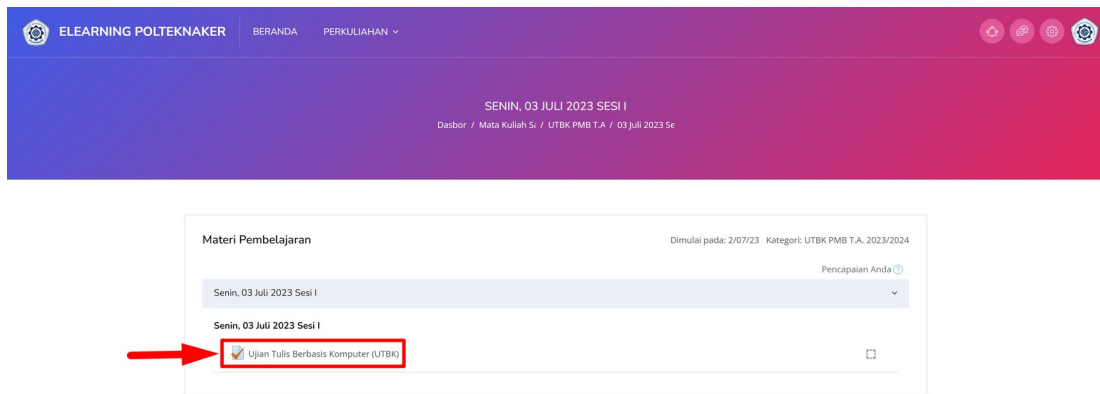 ELEARNING POLTEKNAKER BERANDA PERKULIAHAN
SENIN, 03 JULI 2023 SESI I
Dasbor / Mata Kuliah Sa / UTBK PMB T.A / 03 Juli 2023 Se
Materi Pembelajaran Dimulai pada: 2/07/23 Kategori: UTBK PMB T.A. 2023/2024
Pencapaian Anda
Senin, 03 Juli 2023 Sesi I
Senin, 03 Juli 2023 Sesi I
Ujian Tulis Berbasis Komputer (UTBK)